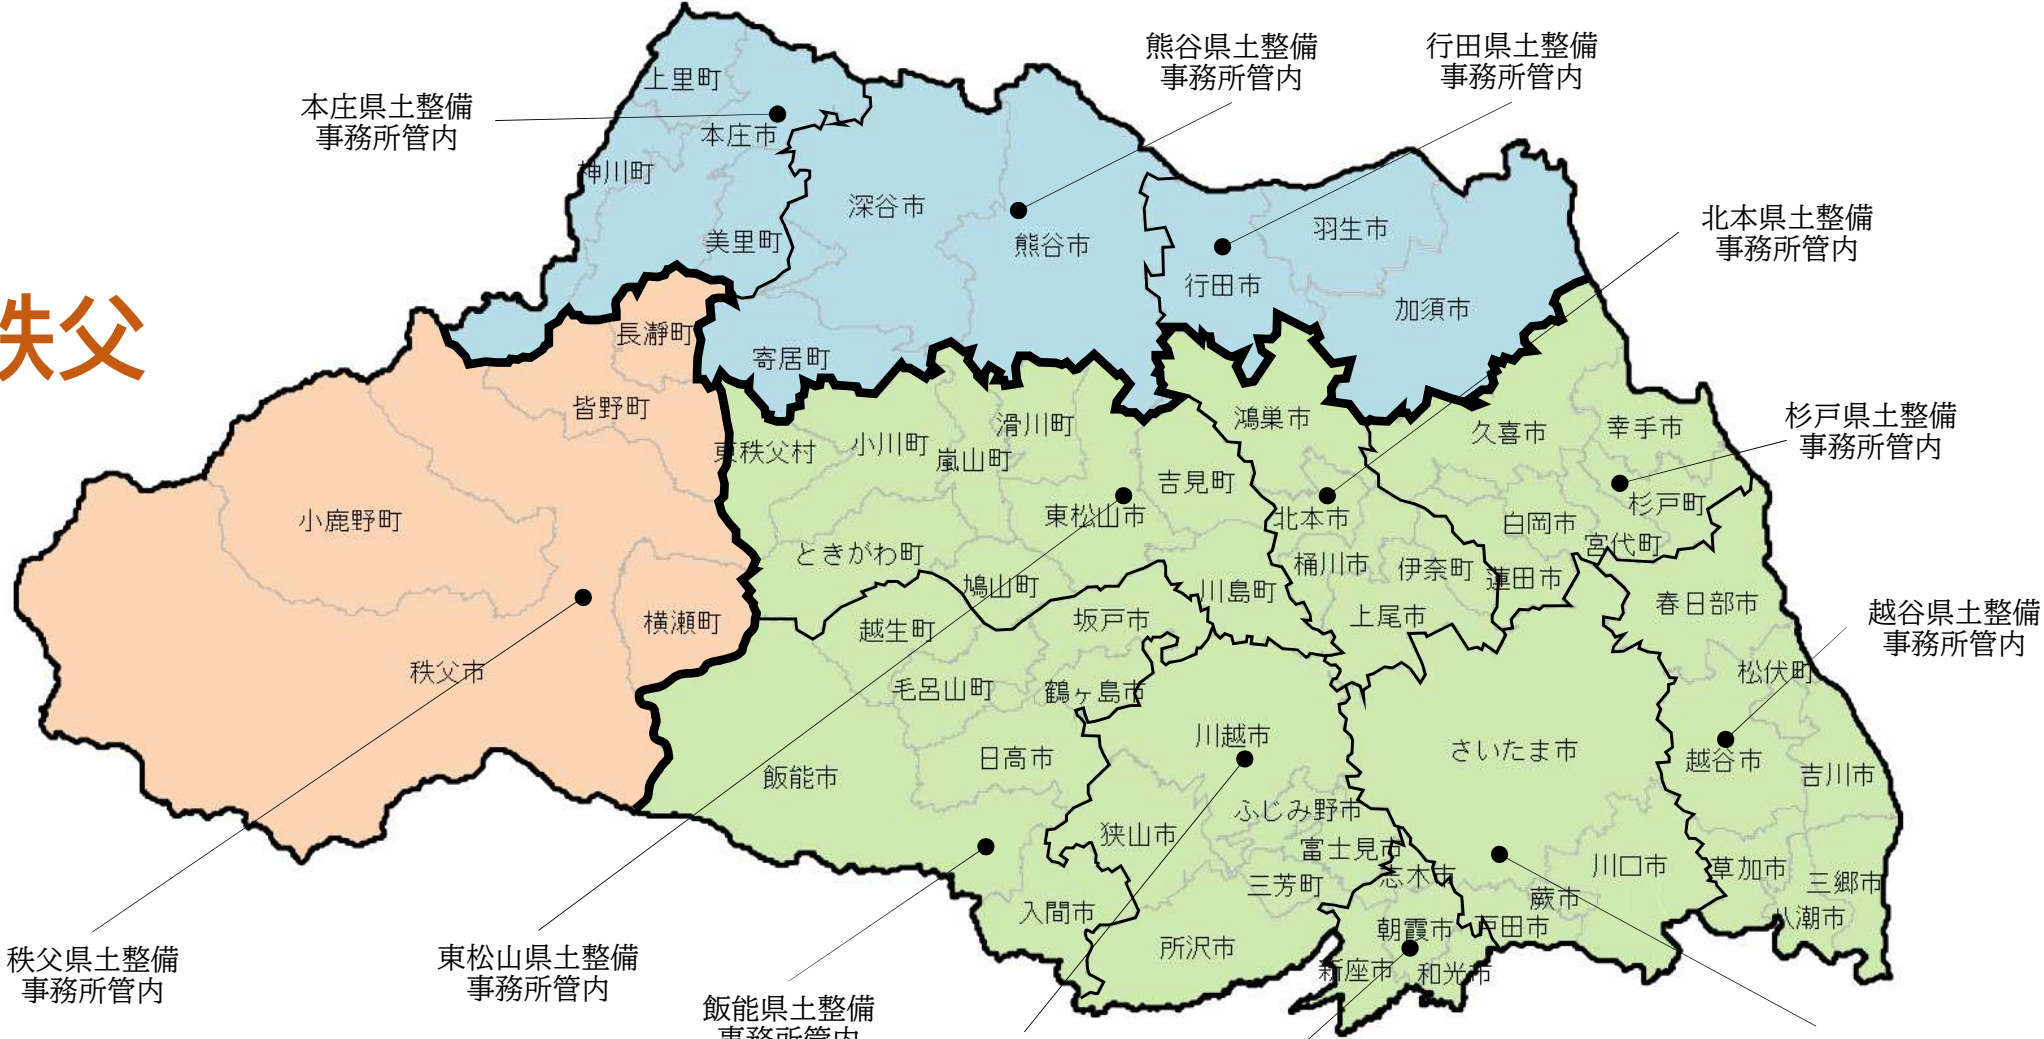 熊谷県土整備
事務所管内
行田県土整備
事務所管内
本庄県土整備
事務所管内
上里町
本庄市
神川町
深谷市
美里町
熊谷市
羽生市
行田市
加須市
北本県土整備
事務所管内
秩父
長瀞町
寄居町
皆野町
東秩父村
小川町
滑川町
嵐山町
吉見町
鴻巣市
久喜市
幸手市
杉戸県土整備
事務所管内
小鹿野町
東松山市
北本市
白岡市
杉戸町
宮代町
ときがわ町
鳩山町
川島町
桶川市
伊奈町
蓮田市
上尾市
春日部市
越谷県土整備
事務所管内
横瀬町
秩父市
越生町
坂戸市
毛呂山町
鶴ヶ島市
松伏町
川越市
さいたま市
越谷市
吉川市
飯能市
日高市
ふじみ野市
狭山市
富士見市
志木市
三芳町
川口市
蕨市
草加市
三郷市
八潮市
入間市
朝霞市
戸田市
所沢市
新座市
和光市
秩父県土整備
事務所管内
東松山県土整備
事務所管内
飯能県土整備
事務所管内